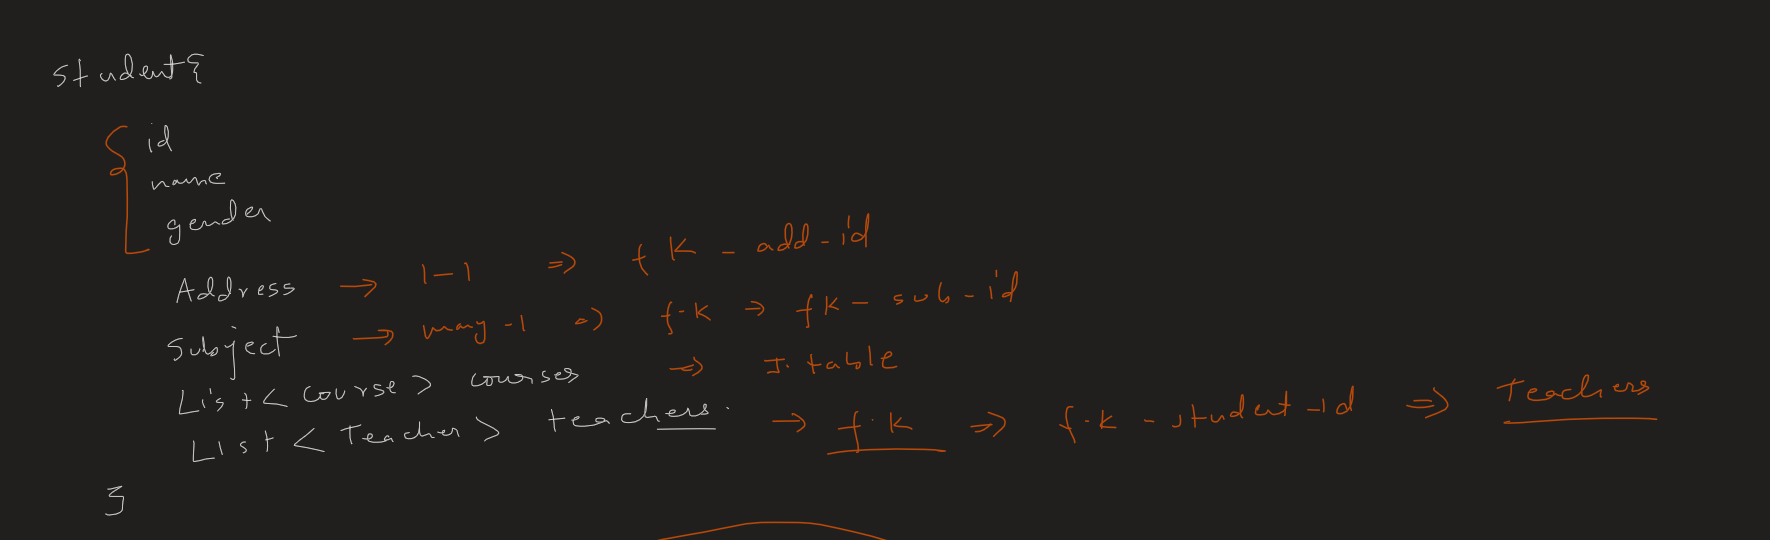 student{
id
name
gender
Address → 1-1 ⇒ fk - add-id
Subject → many-1 ⇒ f.k → fk - sub-id
List<Course> courses ⇒ J. table
List<Teacher> teachers. → f.k ⇒ f.k - student-id ⇒ Teachers
}